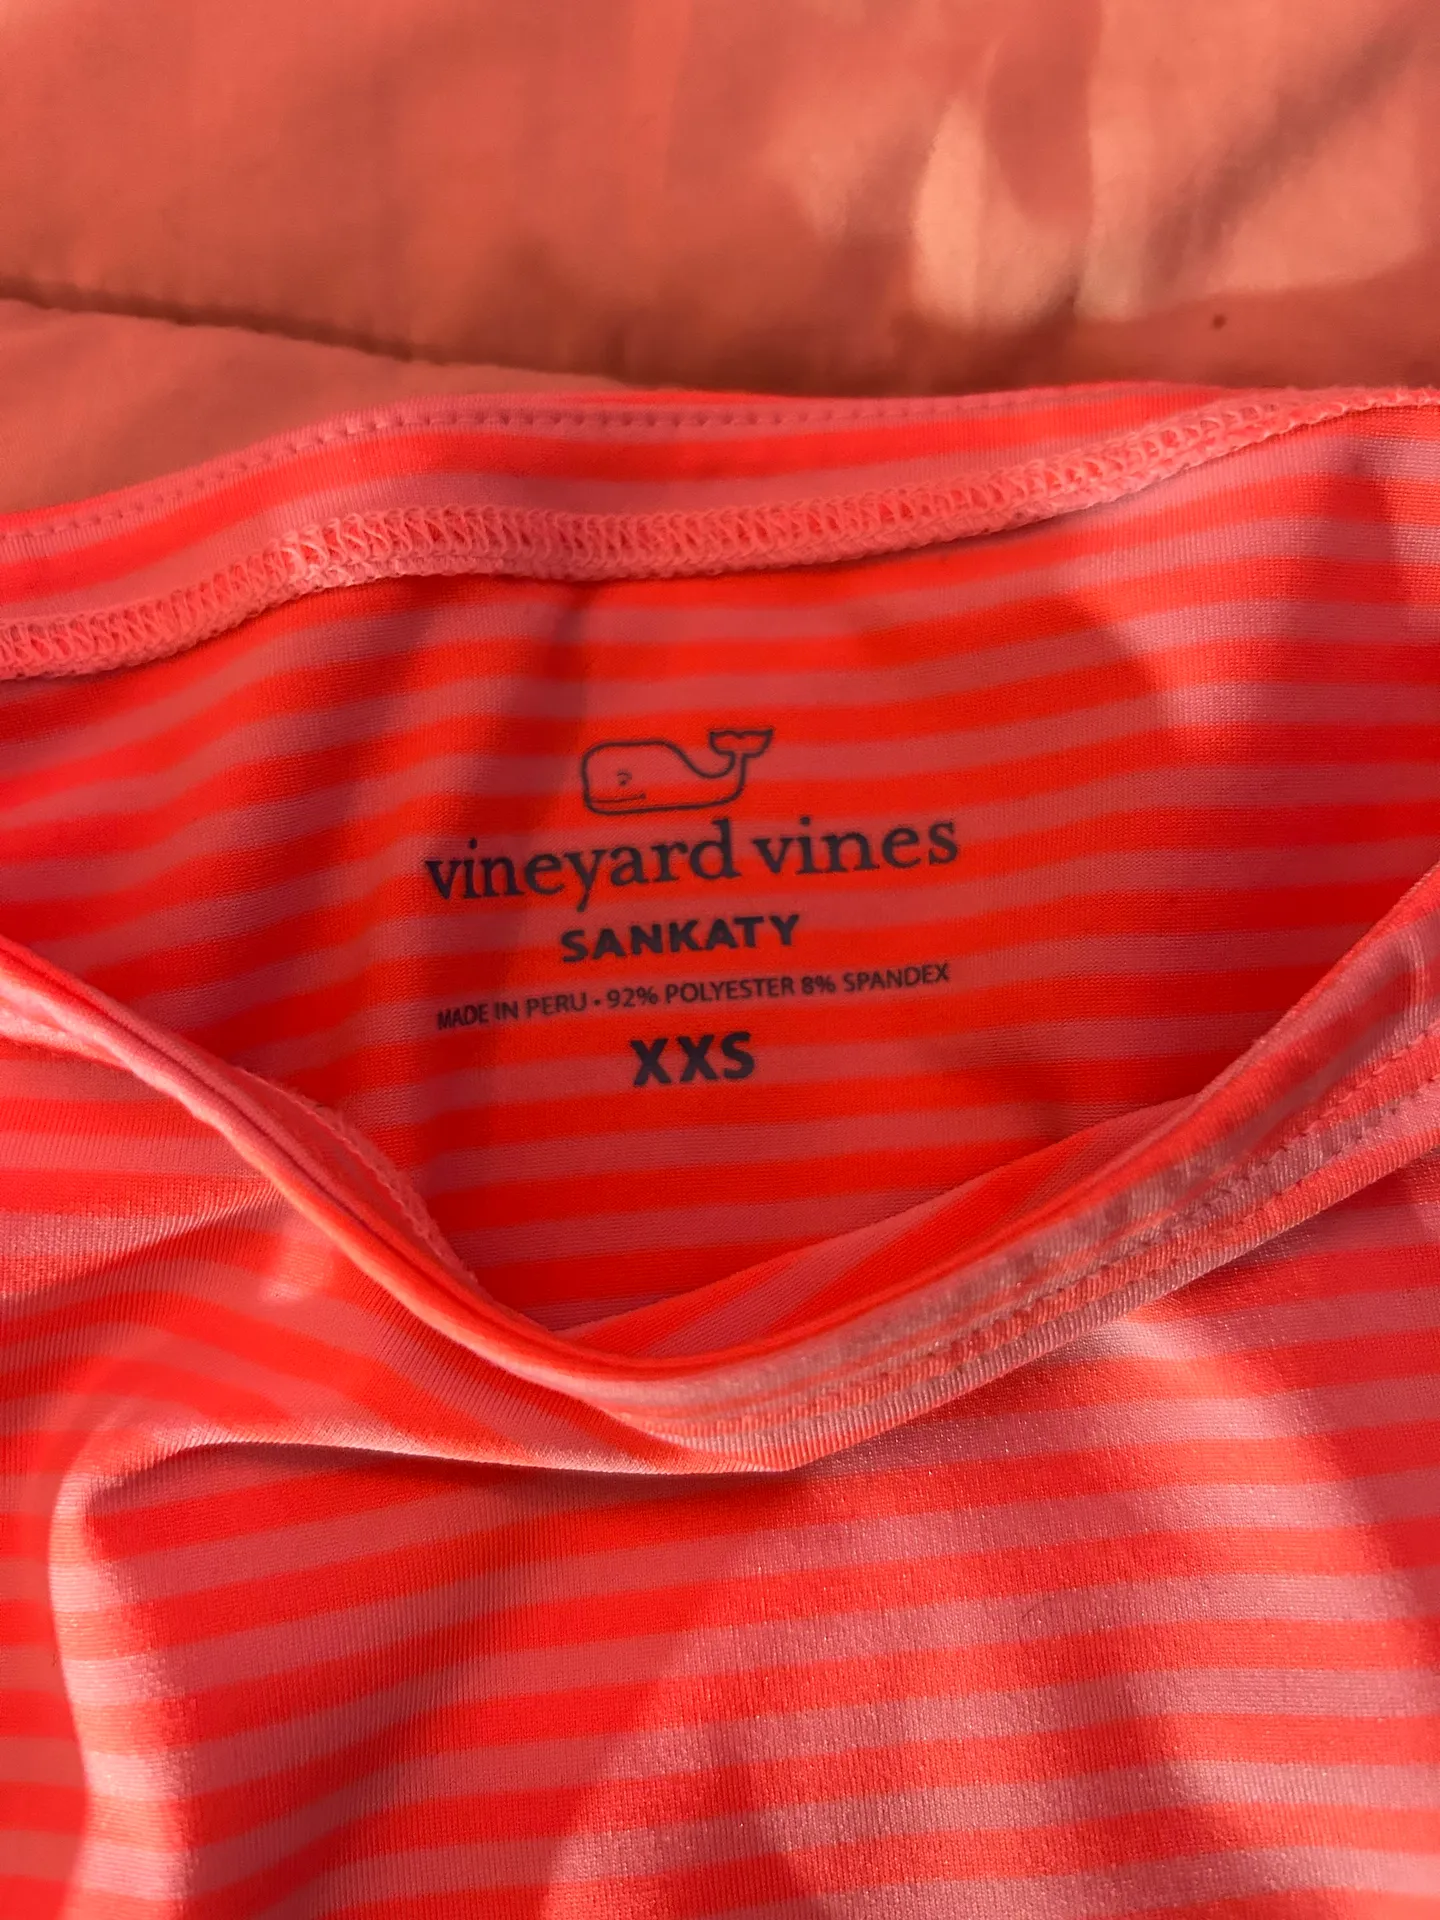 vineyard vines
SANKATY
MADE IN PERU • 92% POLYESTER 8% SPANDEX
XXS